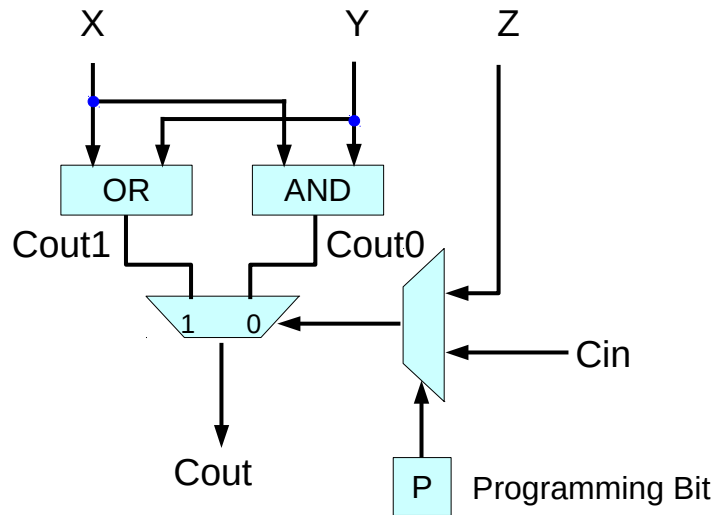 X
Y
Z
OR
AND
Cout1
Cout0
1
0
Cin
Cout
P
Programming Bit